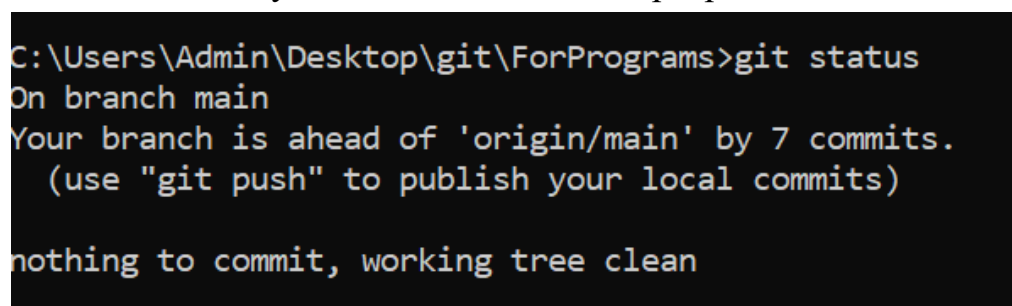 C:\Users\Admin\Desktop\git\ForPrograms>git status
On branch main
Your branch is ahead of 'origin/main' by 7 commits.
  (use "git push" to publish your local commits)
nothing to commit, working tree clean